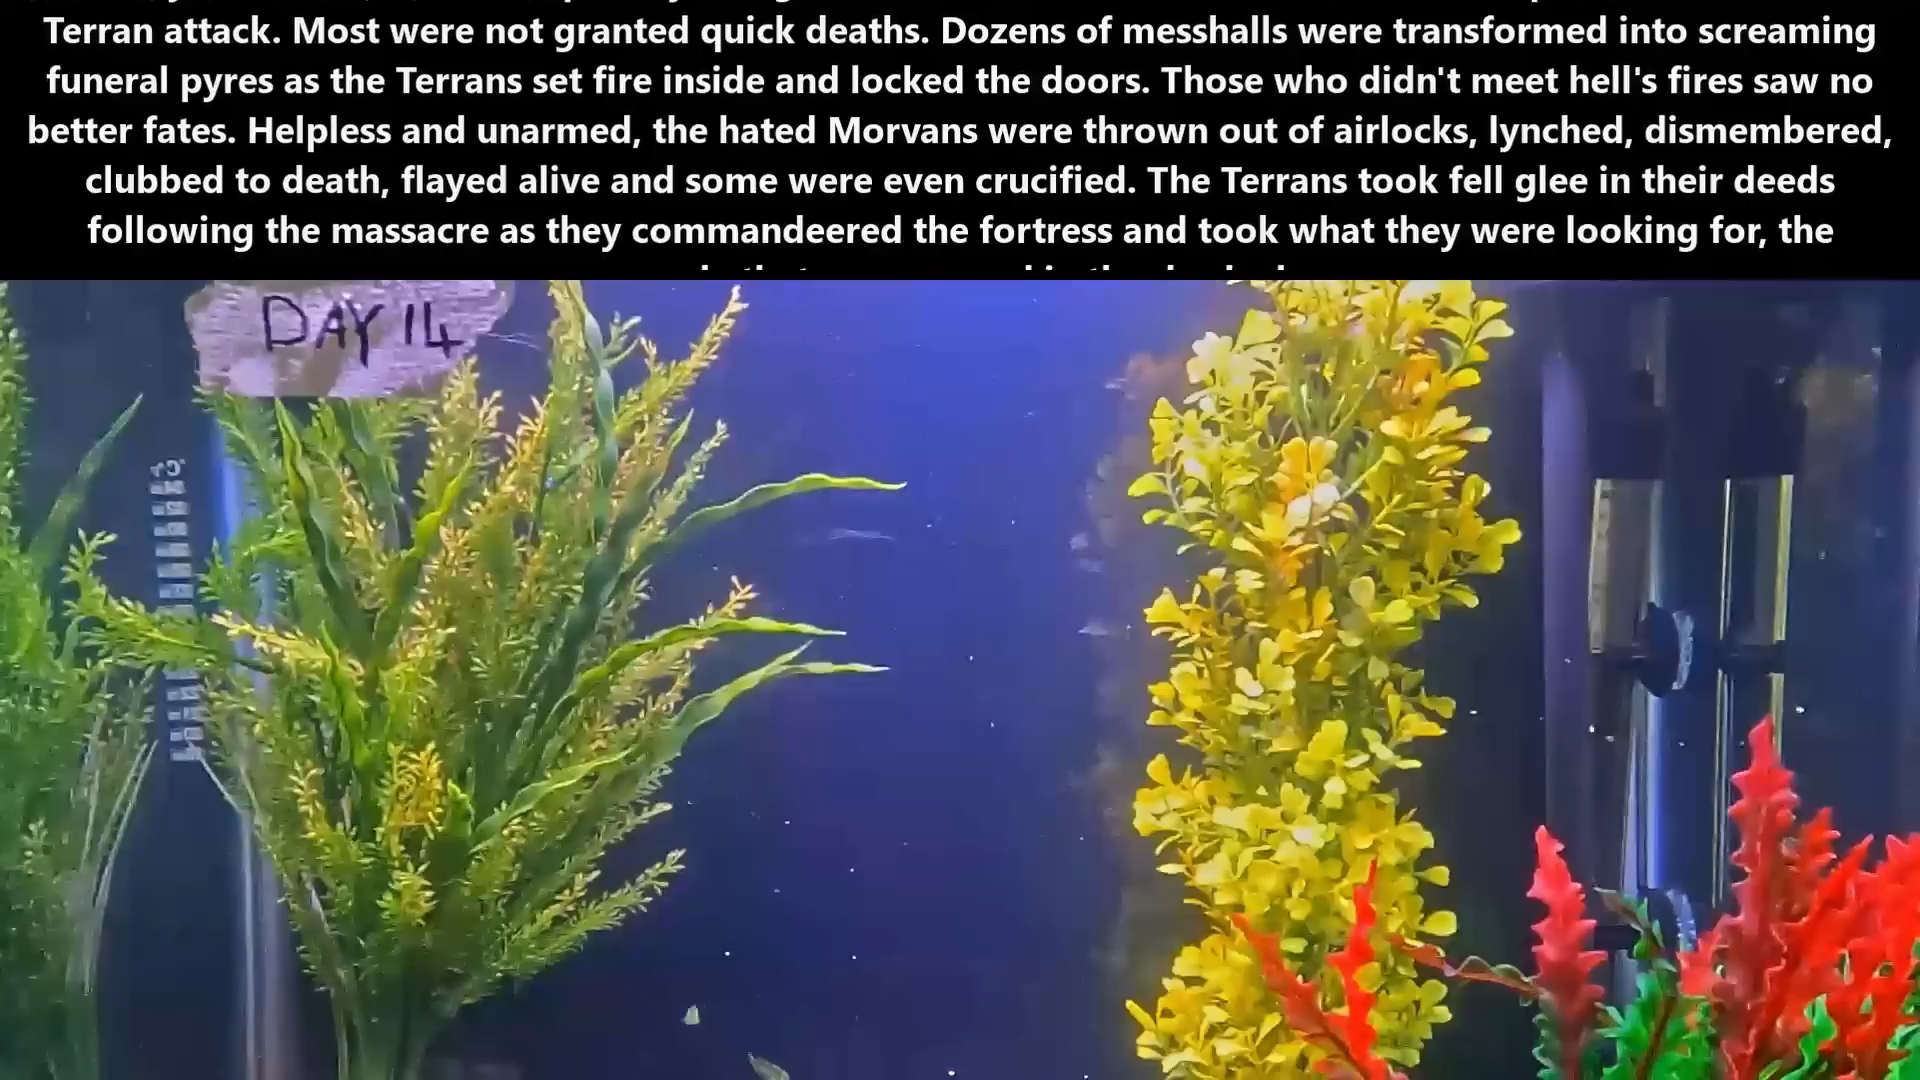 Terran attack. Most were not granted quick deaths. Dozens of messhalls were transformed into screaming
funeral pyres as the Terrans set fire inside and locked the doors. Those who didn't meet hell's fires saw no
better fates. Helpless and unarmed, the hated Morvans were thrown out of airlocks, lynched, dismembered,
clubbed to death, flayed alive and some were even crucified. The Terrans took fell glee in their deeds
following the massacre as they commandeered the fortress and took what they were looking for, the
DAY 14